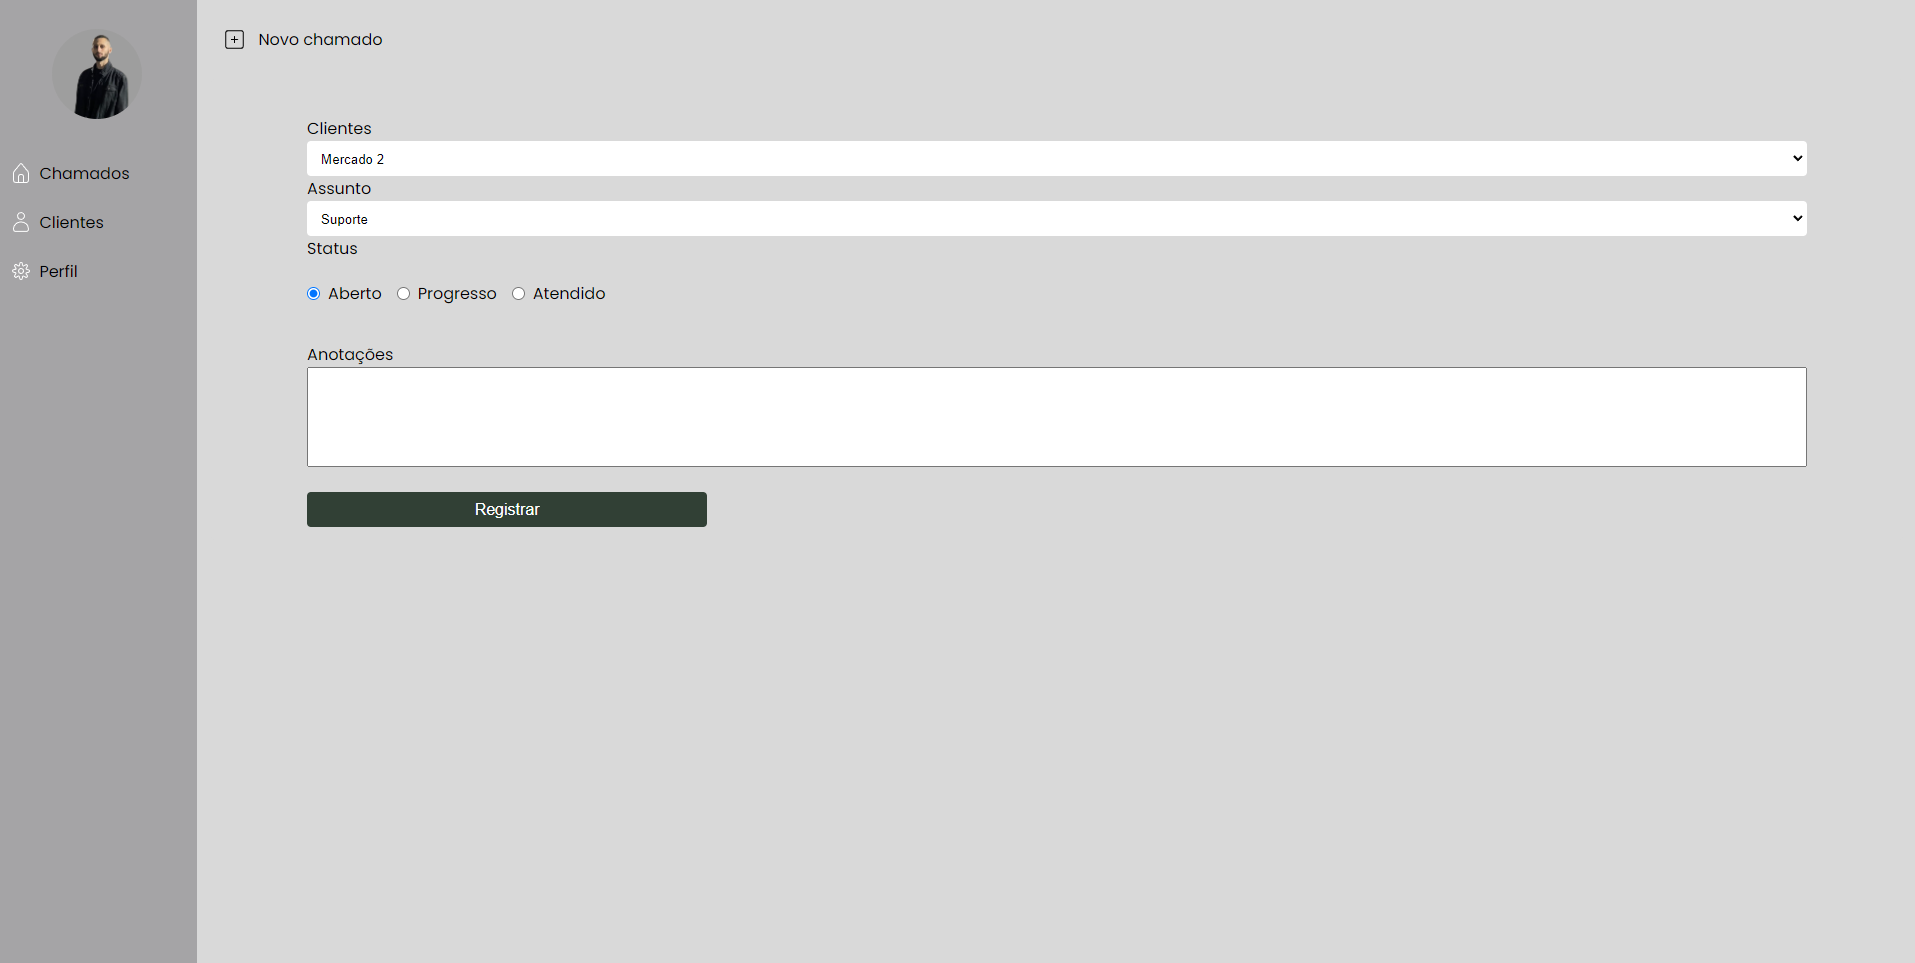 Novo chamado
Chamados
Clientes
Perfil
Clientes
Mercado 2
Assunto
Suporte
Status
Aberto Progresso Atendido
Anotações
Registrar